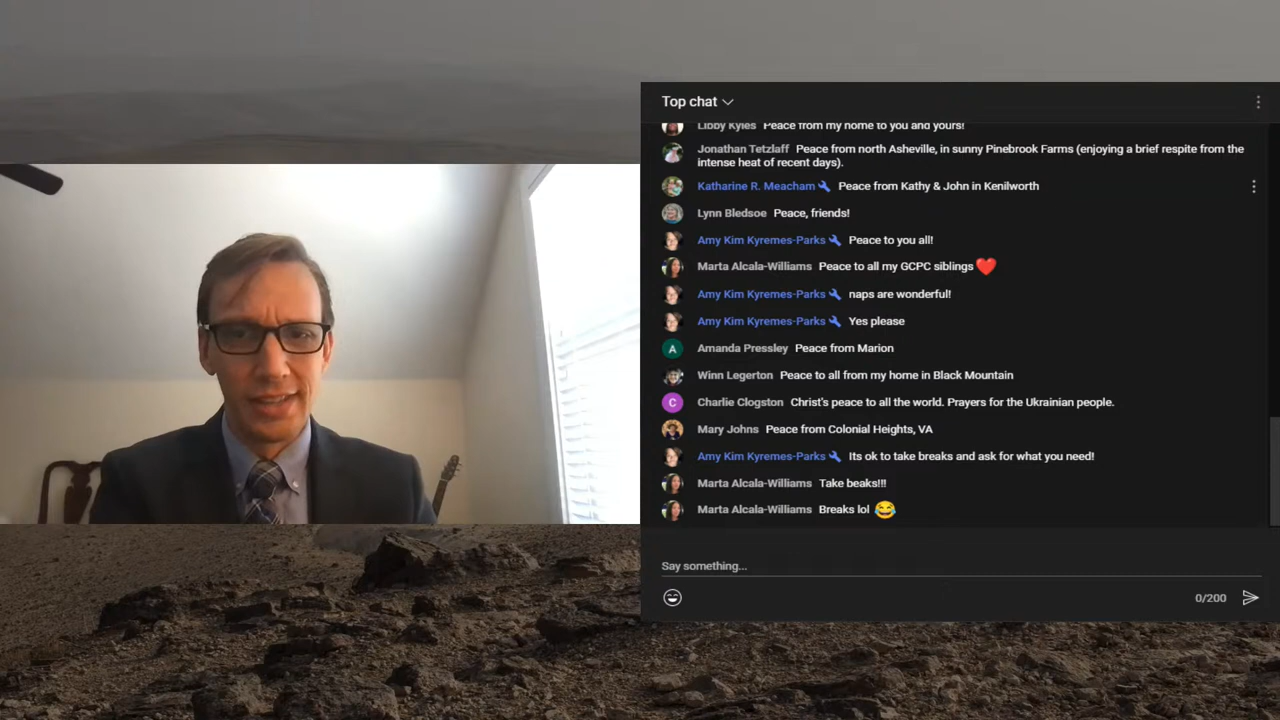 Top chat
Libby Kyles Peace from my home to you and yours!
Jonathan Tetzlaff Peace from north Asheville, in sunny Pinebrook Farms (enjoying a brief respite from the
intense heat of recent days).
Katharine R. Meacham Peace from Kathy & John in Kenilworth
Lynn Bledsoe Peace, friends!
Amy Kim Kyremes-Parks Peace to you all!
Marta Alcala-Williams Peace to all my GCPC siblings ❤️
Amy Kim Kyremes-Parks naps are wonderful!
Amy Kim Kyremes-Parks Yes please
A Amanda Pressley Peace from Marion
Winn Legerton Peace to all from my home in Black Mountain
C Charlie Clogston Christ's peace to all the world. Prayers for the Ukrainian people.
Mary Johns Peace from Colonial Heights, VA
Amy Kim Kyremes-Parks Its ok to take breaks and ask for what you need!
Marta Alcala-Williams Take beaks!!!
Marta Alcala-Williams Breaks lol 😂
Say something...
0/200